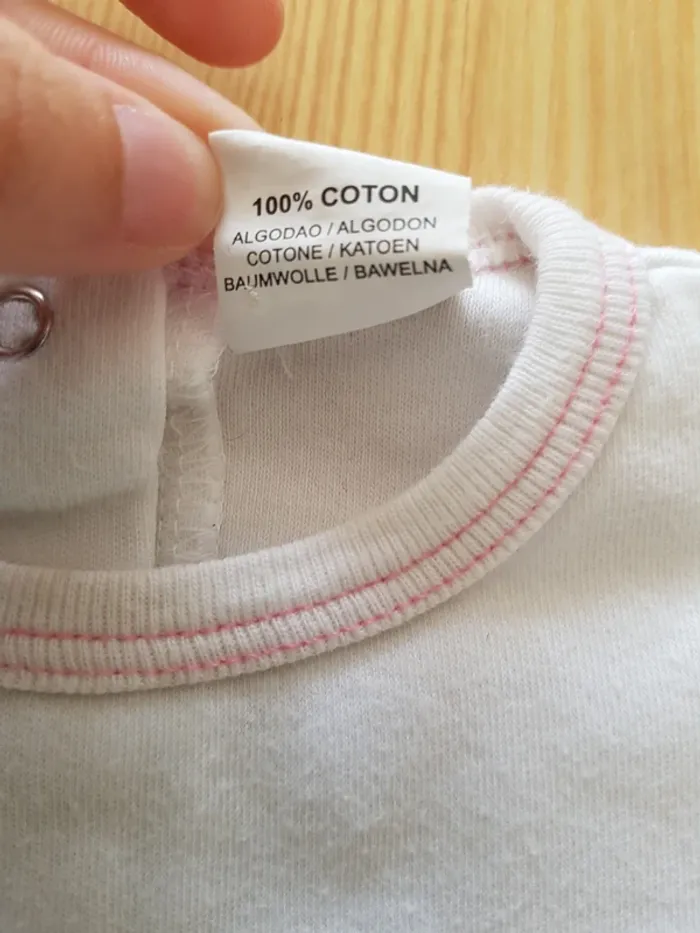 100% COTON
ALGODAO / ALGODON
COTONE / KATOEN
BAUMWOLLE / BAWELNA